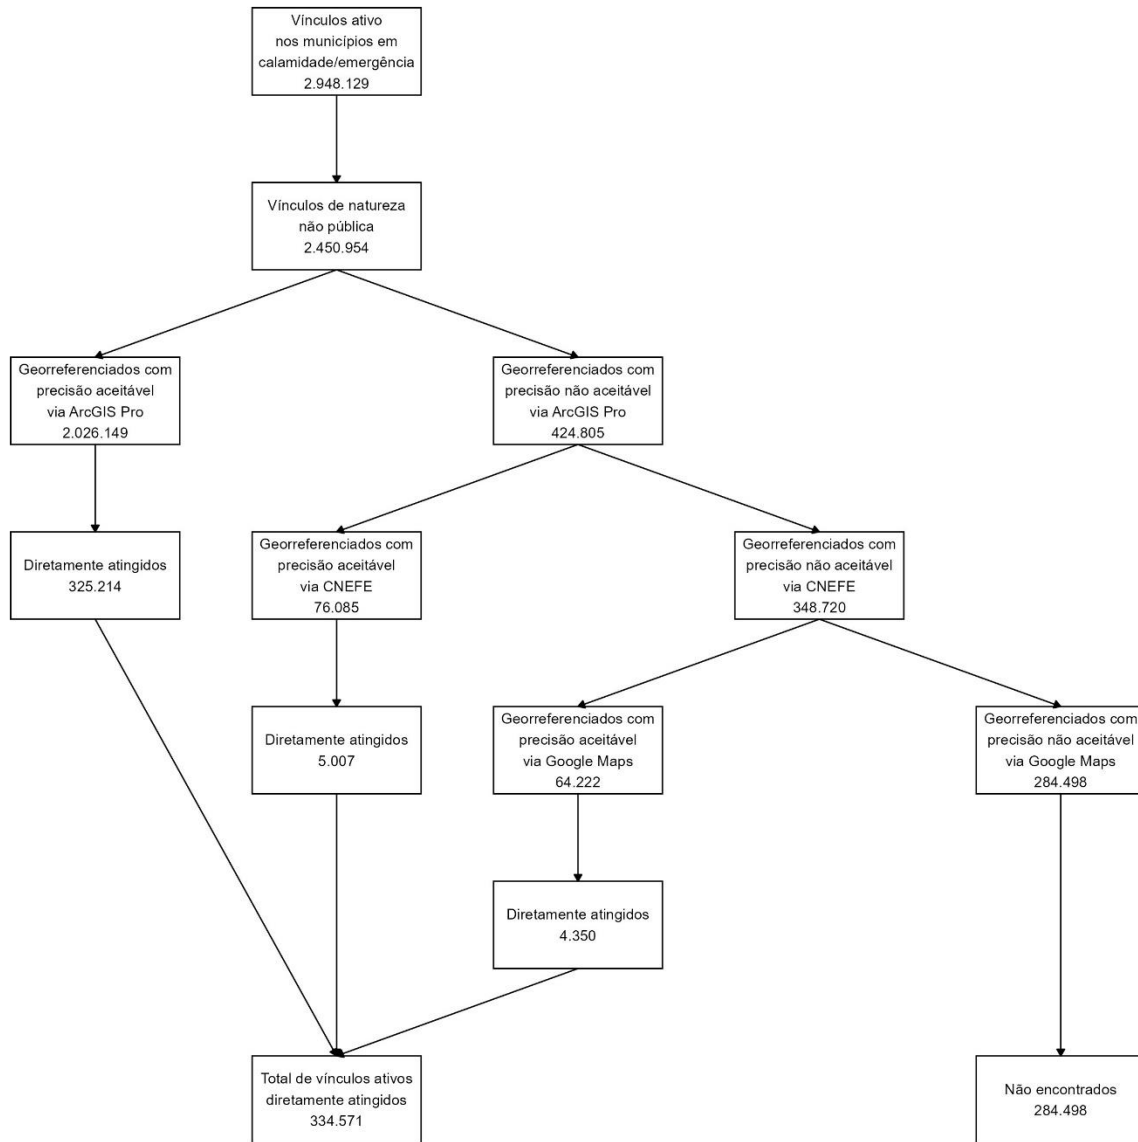 Vínculos ativo
nos municípios em
calamidade/emergência
2.948.129
Vínculos de natureza
não pública
2.450.954
Georreferenciados com
precisão aceitável
via ArcGIS Pro
2.026.149
Georreferenciados com
precisão não aceitável
via ArcGIS Pro
424.805
Diretamente atingidos
325.214
Georreferenciados com
precisão aceitável
via CNEFE
76.085
Georreferenciados com
precisão não aceitável
via CNEFE
348.720
Diretamente atingidos
5.007
Georreferenciados com
precisão aceitável
via Google Maps
64.222
Georreferenciados com
precisão não aceitável
via Google Maps
284.498
Diretamente atingidos
4.350
Total de vínculos ativos
diretamente atingidos
334.571
Não encontrados
284.498